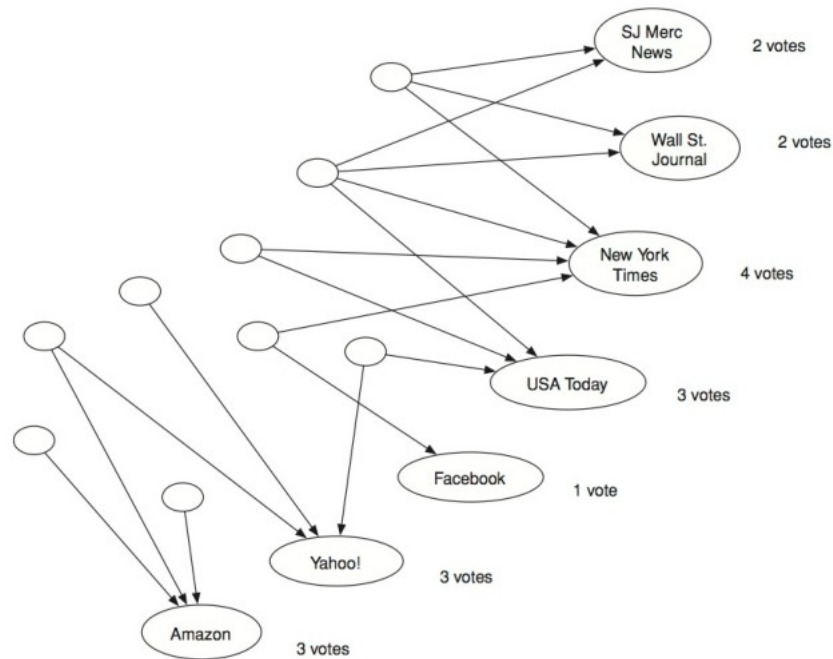 SJ Merc
News
2 votes
Wall St.
Journal
2 votes
New York
Times
4 votes
USA Today
3 votes
Facebook
1 vote
Yahoo!
3 votes
Amazon
3 votes